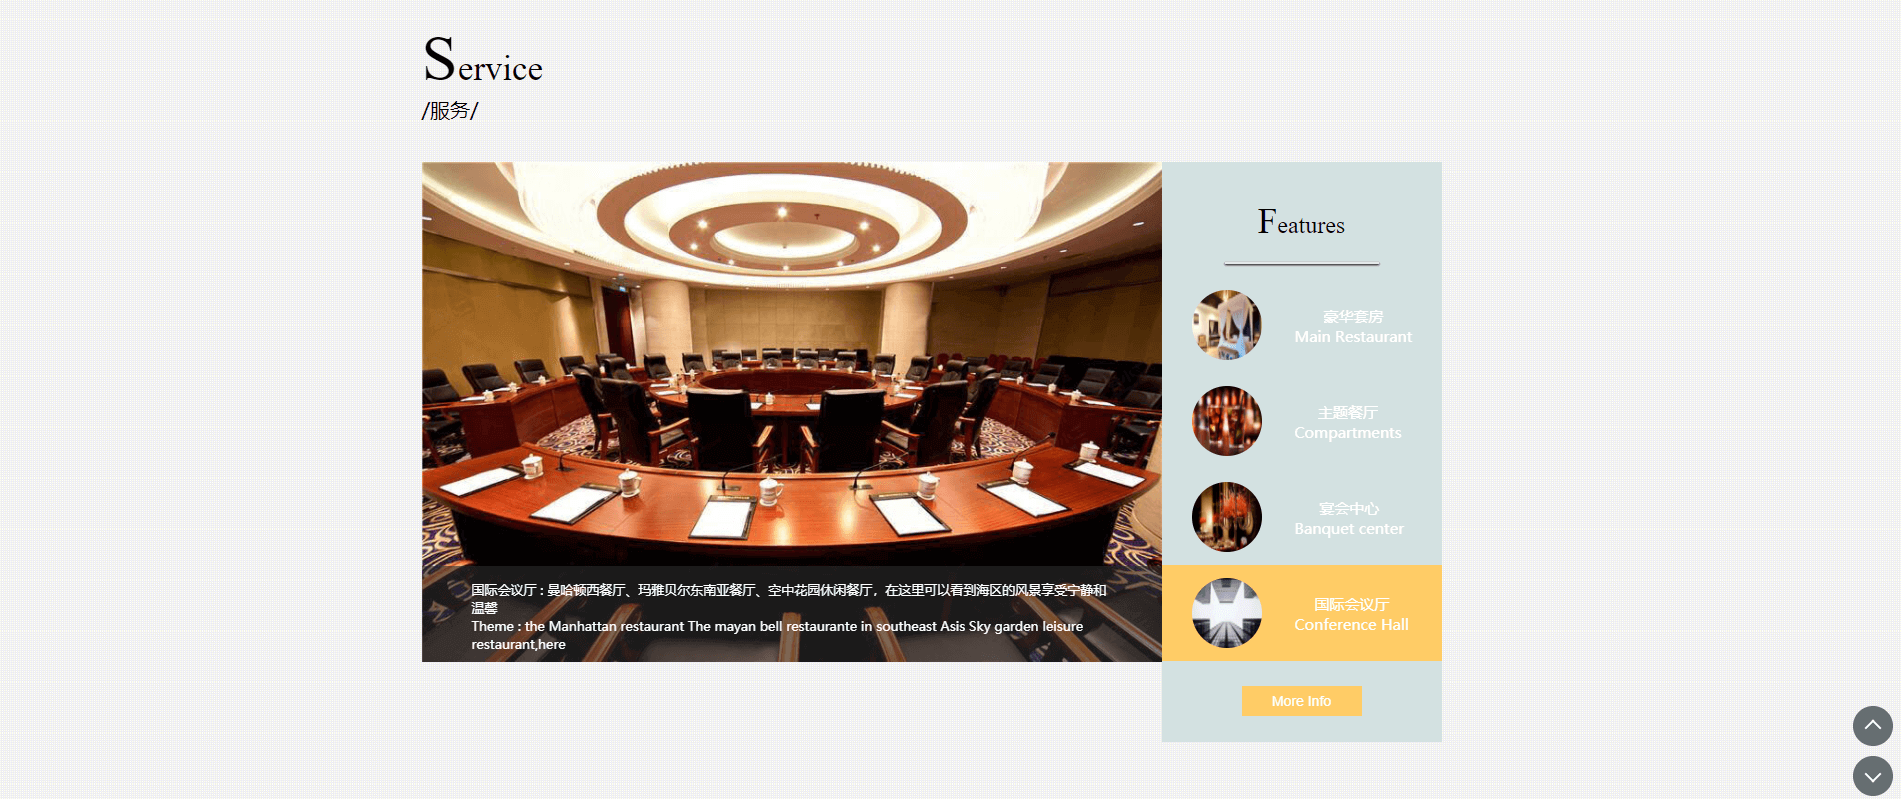 Service
/服务/
国际会议厅 : 曼哈顿西餐厅、玛雅贝尔东南亚餐厅、空中花园休闲餐厅，在这里可以看到海区的风景享受宁静和
温馨
Theme : the Manhattan restaurant The mayan bell restaurante in southeast Asis Sky garden leisure
restaurant,here
Features
豪华套房
Main Restaurant
主题餐厅
Compartments
宴会中心
Banquet center
国际会议厅
Conference Hall
More Info